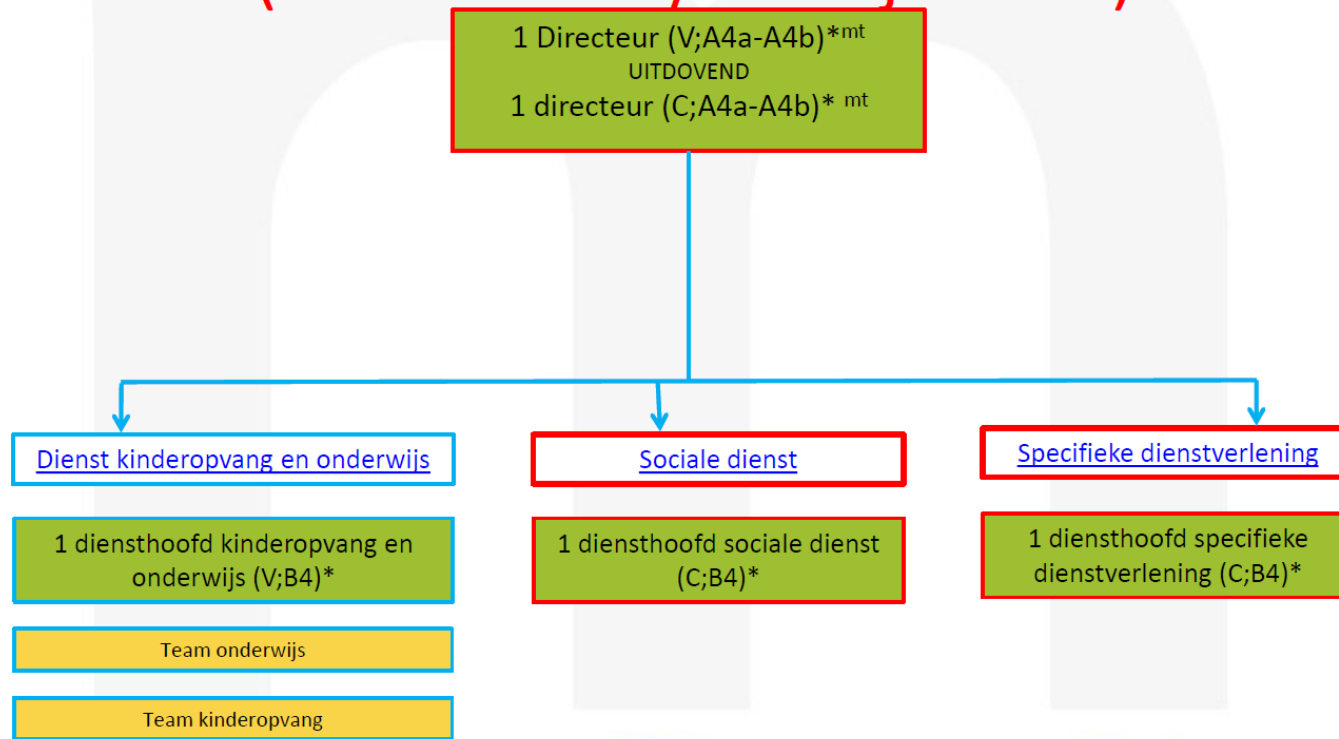 1 Directeur (V;A4a-A4b)*mt
UITDOVEND
1 directeur (C;A4a-A4b)* mt
Dienst kinderopvang en onderwijs
Sociale dienst
Specifieke dienstverlening
1 diensthoofd kinderopvang en
onderwijs (V;B4)*
1 diensthoofd sociale dienst
(C;B4)*
1 diensthoofd specifieke
dienstverlening (C;B4)*
Team onderwijs
Team kinderopvang